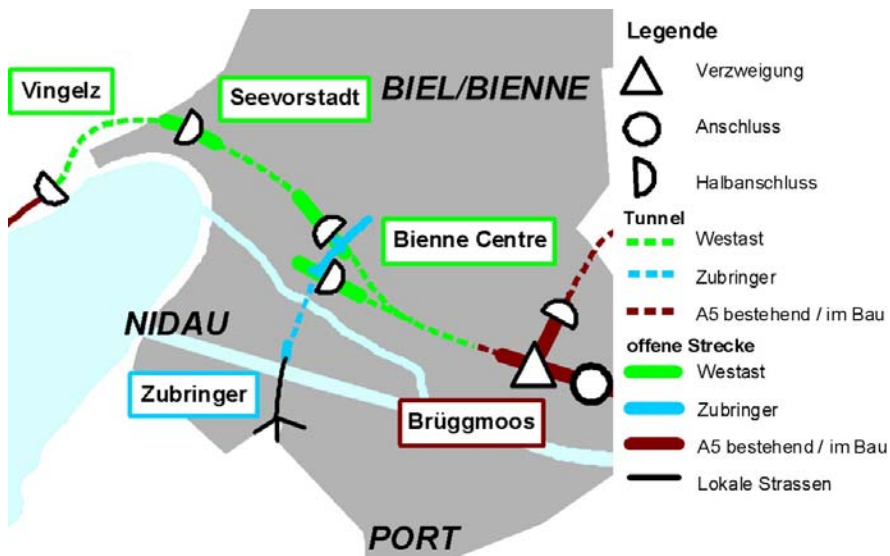 Vingelz
Seevorstadt
BIEL/BIENNE
Bienne Centre
NIDAU
Zubringer
Brüggmoos
PORT
Legende
Verzweigung
Anschluss
Halbanschluss
Tunnel
Westast
Zubringer
A5 bestehend / im Bau
offene Strecke
Westast
Zubringer
A5 bestehend / im Bau
Lokale Strassen